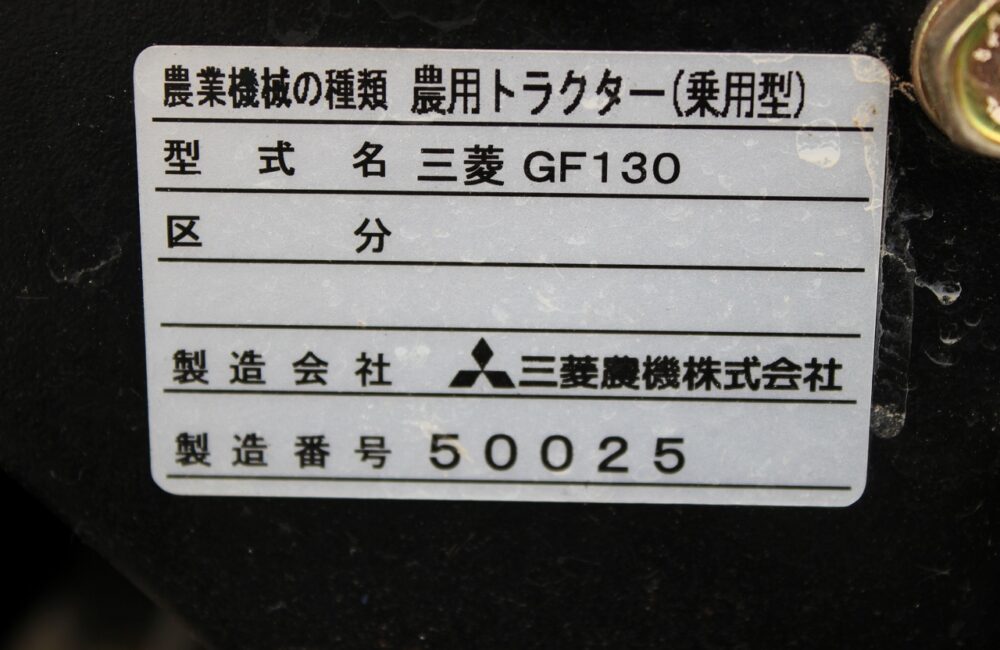 農業機械の種類 農用トラクター(乗用型)
型式名 三菱 GF130
区分
製造会社 三菱農機株式会社
製造番号 50025